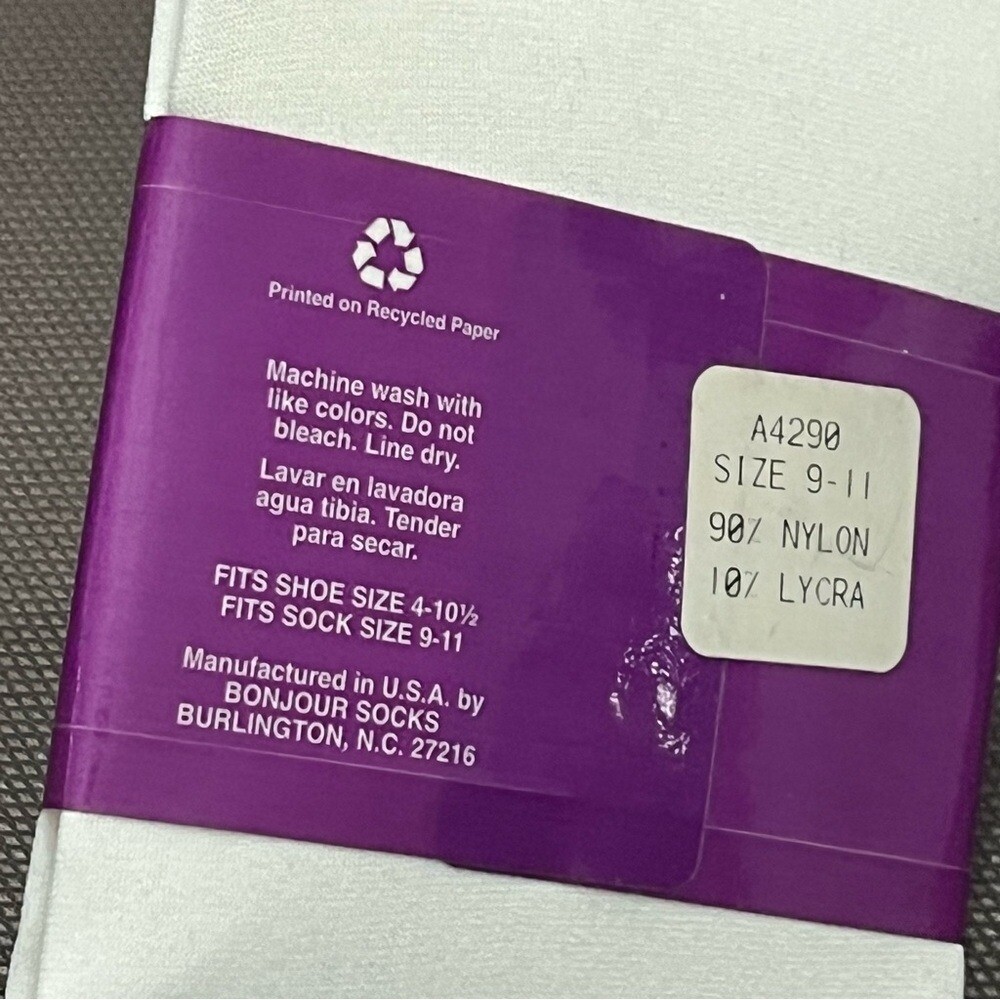 Printed on Recycled Paper
Machine wash with
like colors. Do not
bleach. Line dry.
Lavar en lavadora
agua tibia. Tender
para secar.
FITS SHOE SIZE 4-10½
FITS SOCK SIZE 9-11
Manufactured in U.S.A. by
BONJOUR SOCKS
BURLINGTON, N.C. 27216
A4290
SIZE 9-11
90% NYLON
10% LYCRA